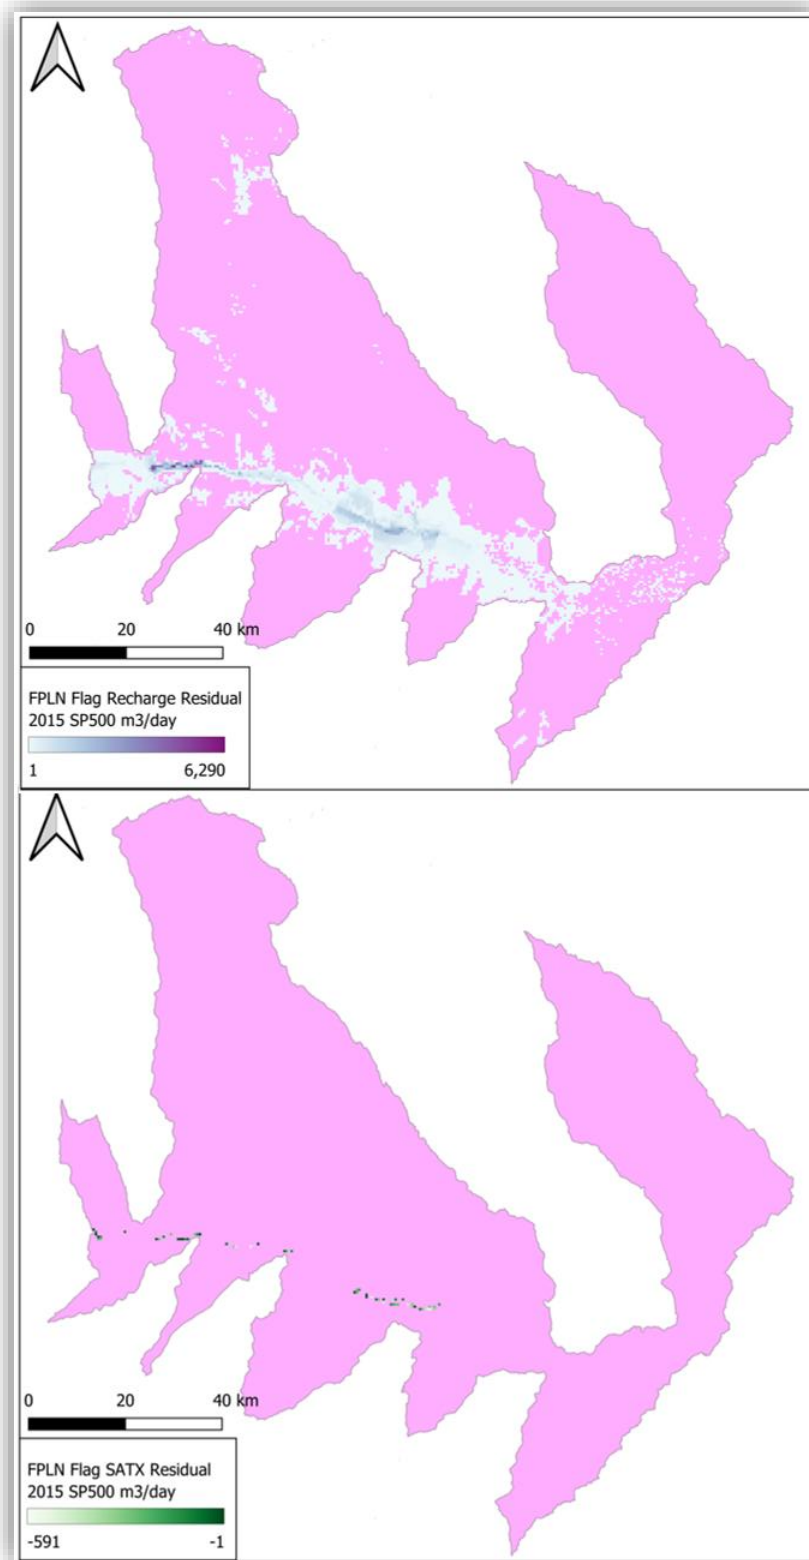 0 20 40 km
FPLN Flag Recharge Residual
2015 SP500 m3/day
1 6,290
0 20 40 km
FPLN Flag SATX Residual
2015 SP500 m3/day
-591 -1